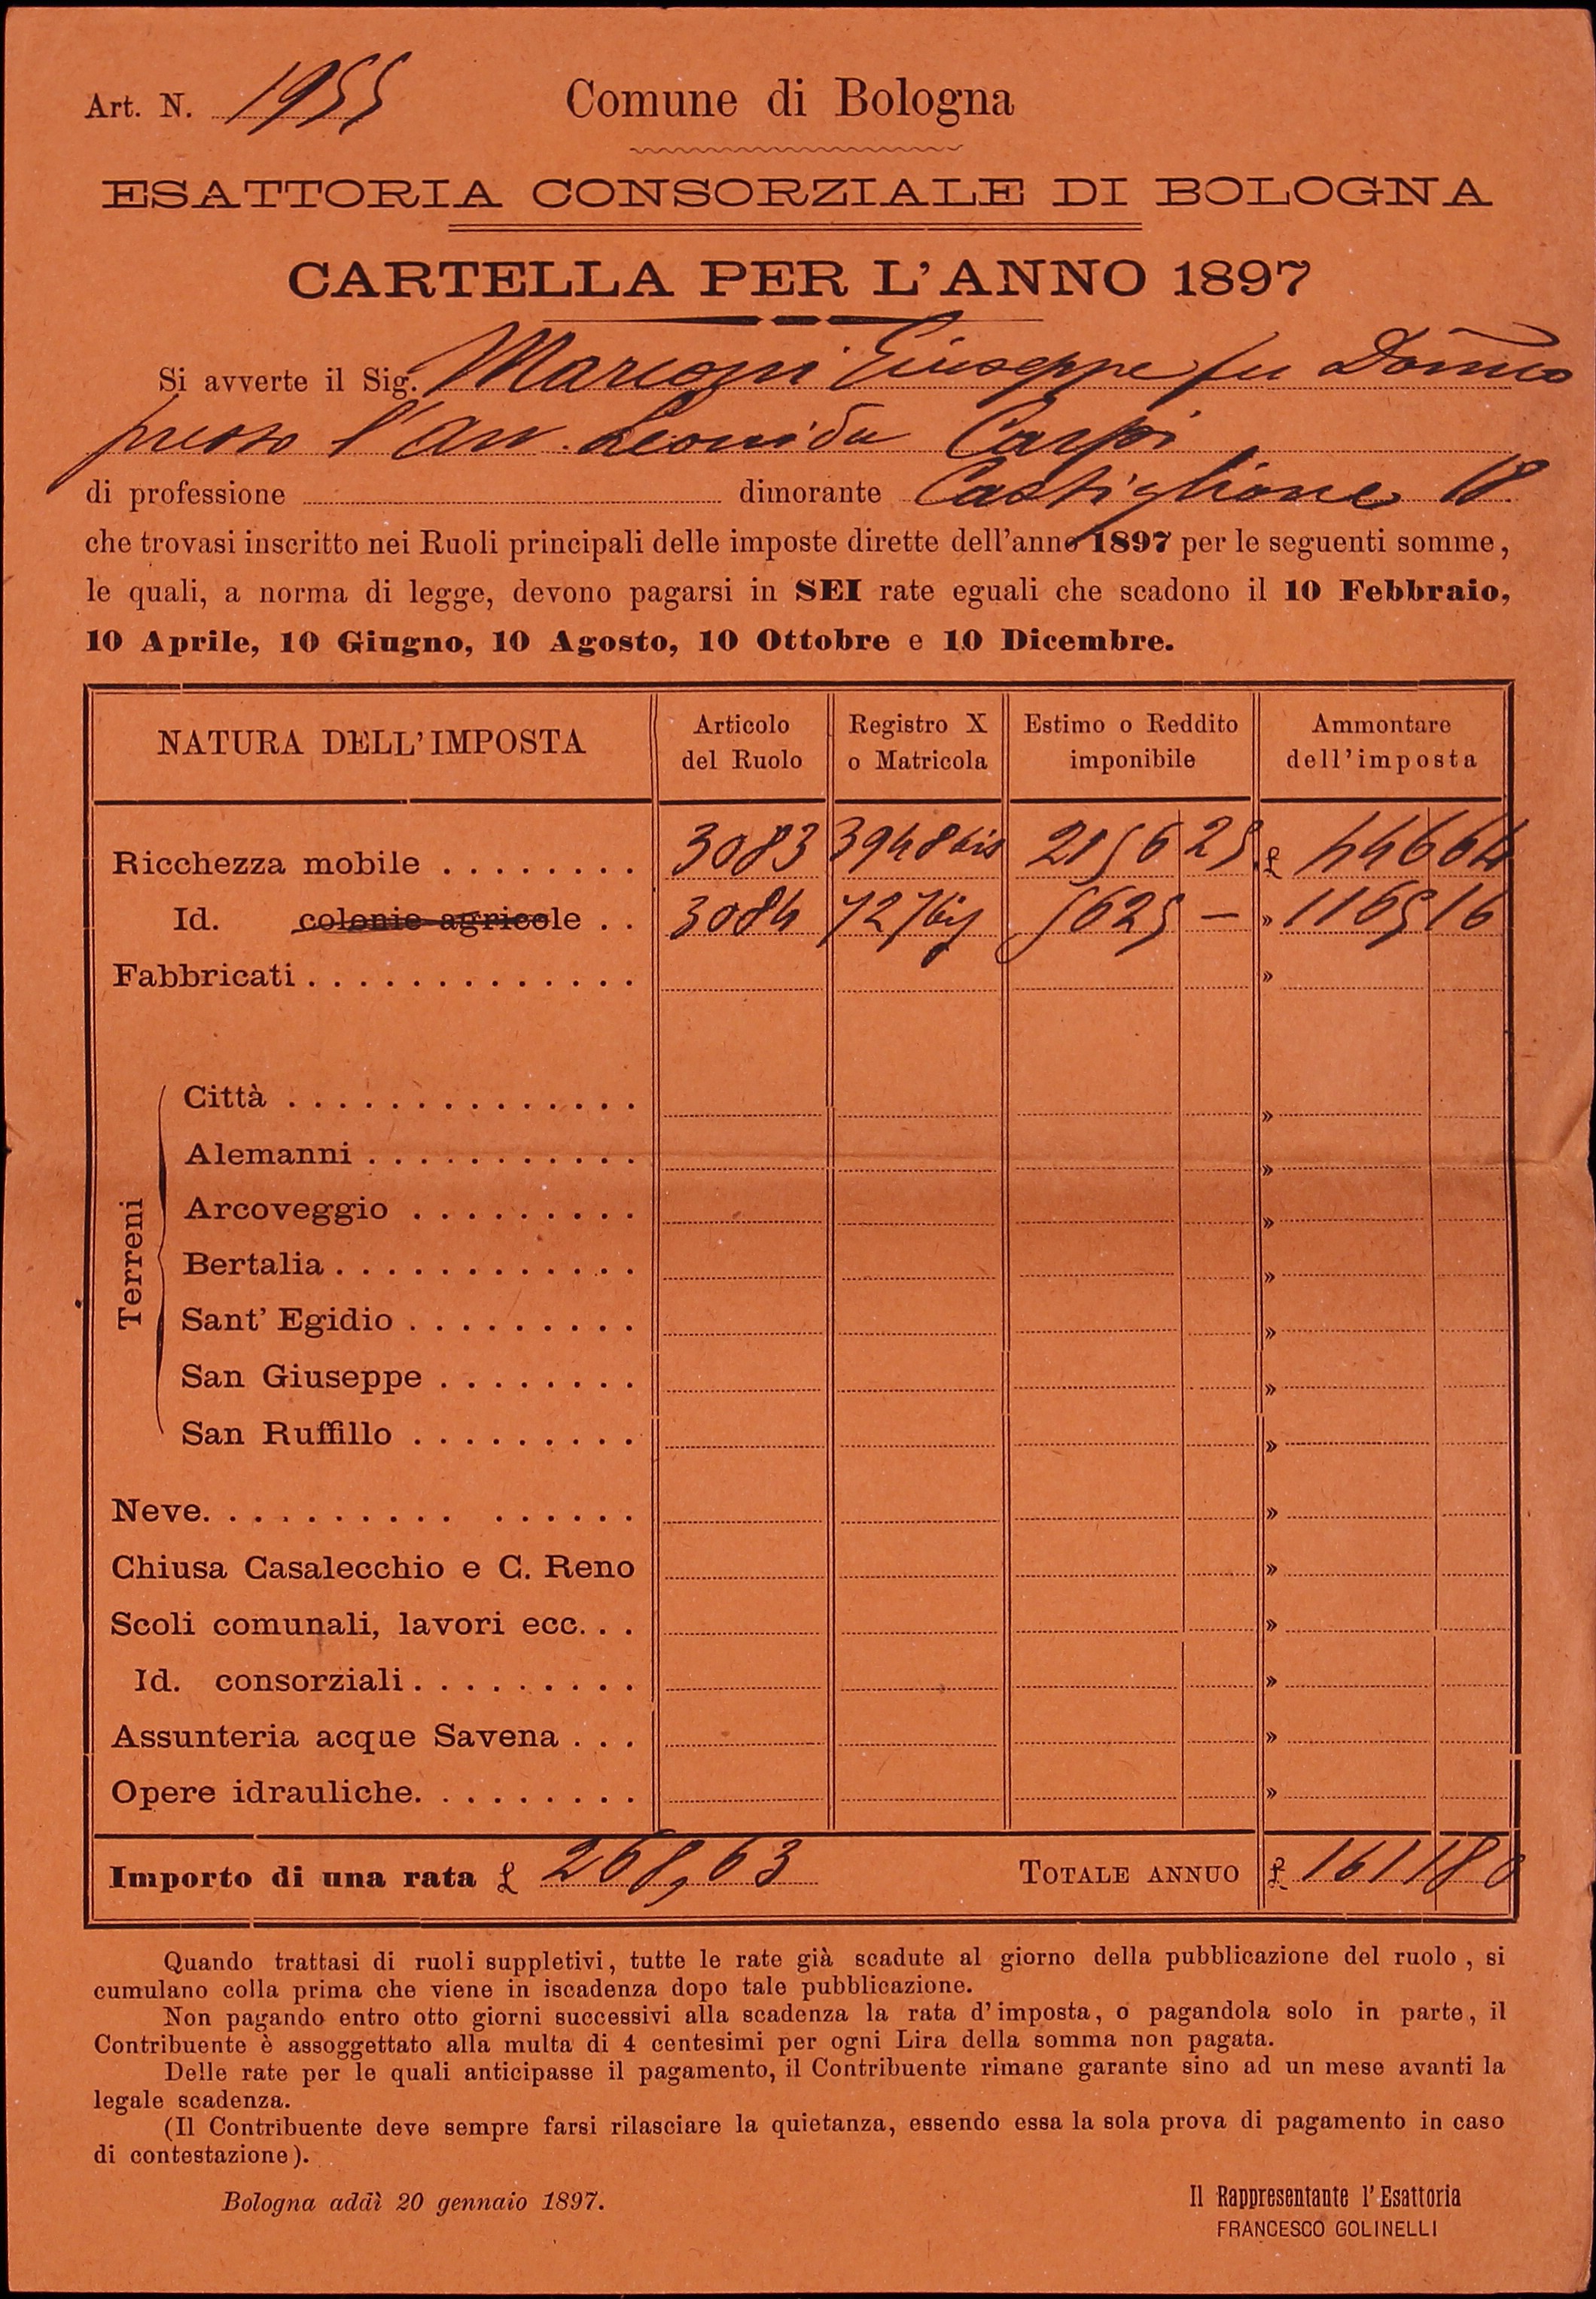 Art. N. 1955
Comune di Bologna
ESATTORIA CONSORZIALE DI BOLOGNA
CARTELLA PER L'ANNO 1897
Si avverte il Sig. Marconi Giuseppe fu Domco
presso l'avv. Leonida Carpi
di professione dimorante Castiglione 18
che trovasi inscritto nei Ruoli principali delle imposte dirette dell'anno 1897 per le seguenti somme,
le quali, a norma di legge, devono pagarsi in SEI rate eguali che scadono il 10 Febbraio,
10 Aprile, 10 Giugno, 10 Agosto, 10 Ottobre e 10 Dicembre.
NATURA DELL'IMPOSTA Articolo del Ruolo Registro X o Matricola Estimo o Reddito imponibile Ammontare dell'imposta
Ricchezza mobile . . . . . . . . 3083 3948 bis 2156 25 £ 446 64
Id. colonie agricole . . 3084 727 bis 5625 — » 1165 16
Fabbricati . . . . . . . . . . . . . »
Terreni
Città . . . . . . . . . . . . . . »
Alemanni . . . . . . . . . . . »
Arcoveggio . . . . . . . . . »
Bertalia . . . . . . . . . . . . »
Sant' Egidio . . . . . . . . . »
San Giuseppe . . . . . . . . »
San Ruffillo . . . . . . . . . »
Neve. . . . . . . . . . . . . . . . »
Chiusa Casalecchio e C. Reno »
Scoli comunali, lavori ecc. . . »
Id. consorziali . . . . . . . . . »
Assunteria acque Savena . . . »
Opere idrauliche. . . . . . . . . »
Importo di una rata £ 268,63 TOTALE ANNUO £ 1611 80
Quando trattasi di ruoli suppletivi, tutte le rate già scadute al giorno della pubblicazione del ruolo, si
cumulano colla prima che viene in iscadenza dopo tale pubblicazione.
Non pagando entro otto giorni successivi alla scadenza la rata d'imposta, o pagandola solo in parte, il
Contribuente è assoggettato alla multa di 4 centesimi per ogni Lira della somma non pagata.
Delle rate per le quali anticipasse il pagamento, il Contribuente rimane garante sino ad un mese avanti la
legale scadenza.
(Il Contribuente deve sempre farsi rilasciare la quietanza, essendo essa la sola prova di pagamento in caso
di contestazione).
Bologna addì 20 gennaio 1897.
Il Rappresentante l'Esattoria
FRANCESCO GOLINELLI